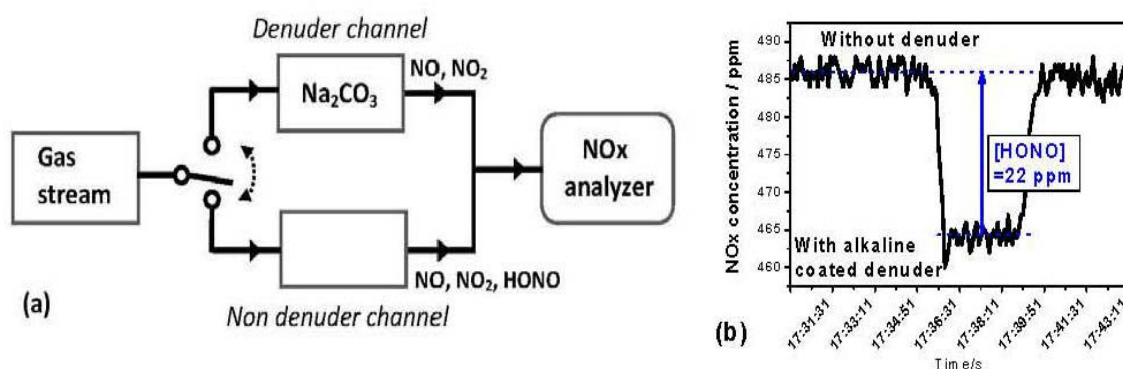 (a)
Denuder channel
Na₂CO₃
NO, NO₂
Gas
stream
NOx
analyzer
NO, NO₂, HONO
Non denuder channel
(b)
NOx concentration / ppm
490
485
480
475
470
465
460
Without denuder
[HONO]
=22 ppm
With alkaline
coated denuder
17:31:31
17:33:11
17:34:51
17:36:31
17:38:11
17:39:51
17:41:31
17:43:11
Time/s